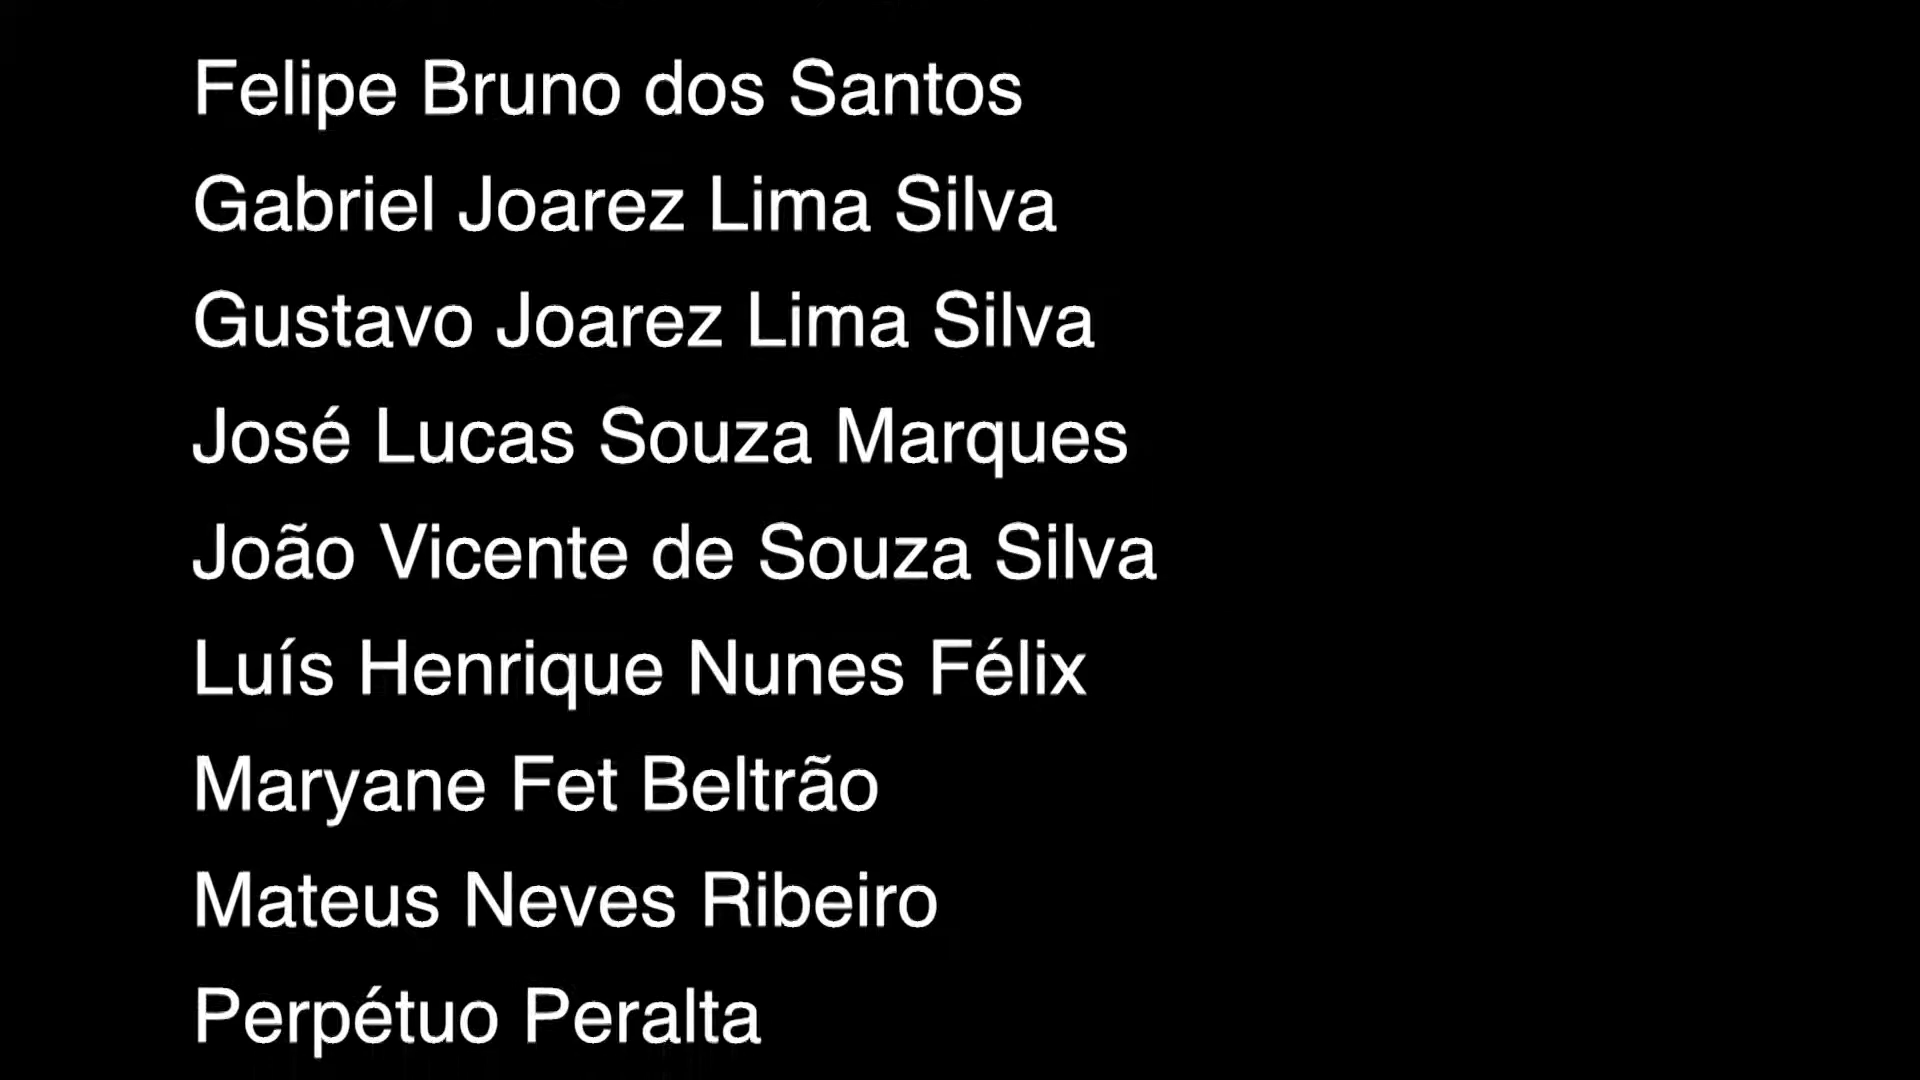 Felipe Bruno dos Santos
Gabriel Joarez Lima Silva
Gustavo Joarez Lima Silva
José Lucas Souza Marques
João Vicente de Souza Silva
Luís Henrique Nunes Félix
Maryane Fet Beltrão
Mateus Neves Ribeiro
Perpétuo Peralta